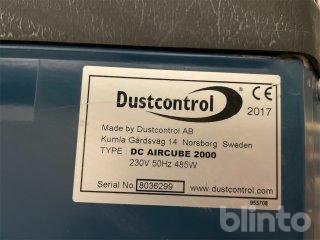 Dustcontrol ® CE
2017
Made by Dustcontrol AB
Kumla Gårdsväg 14 Norsborg Sweden
TYPE : DC AIRCUBE 2000
230V 50Hz 485W
Serial No 8036299 www.dustcontrol.com
953708
blinto